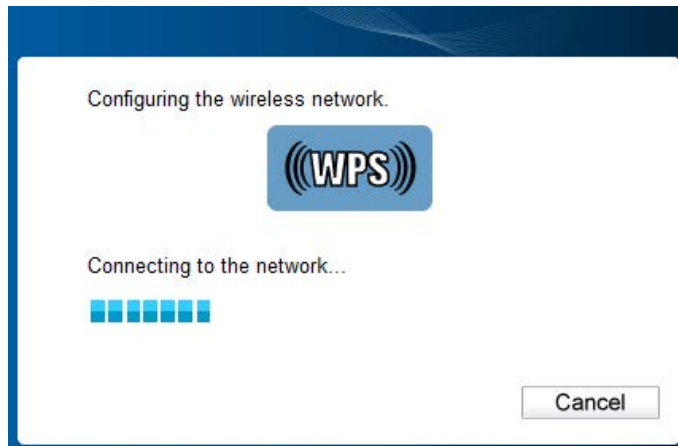 Configuring the wireless network.
WPS
Connecting to the network...
Cancel